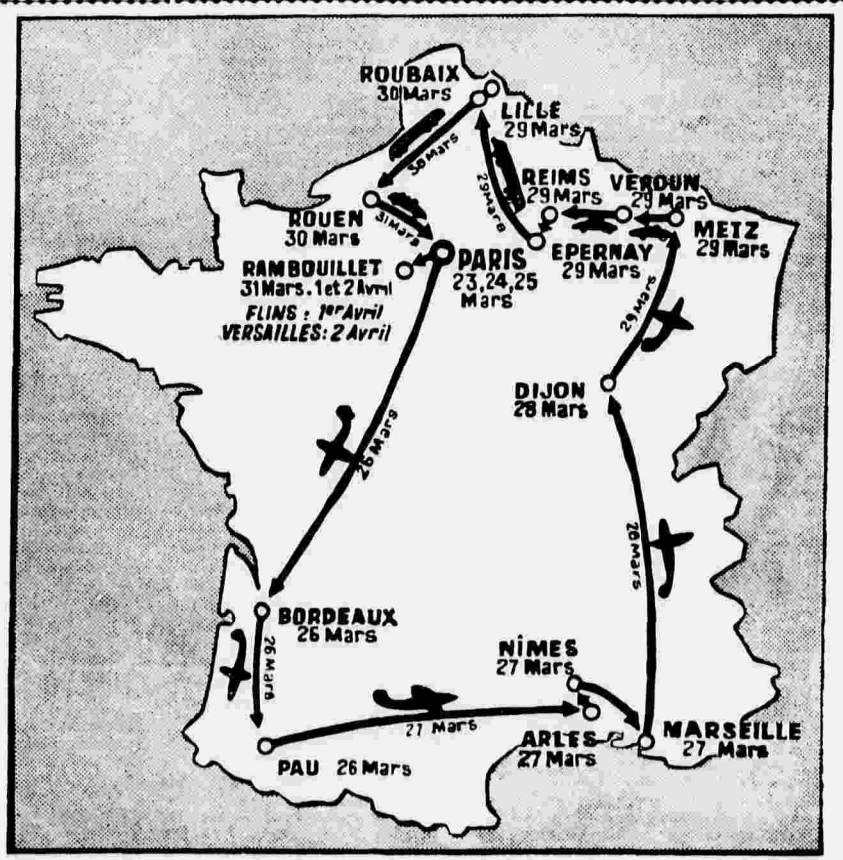 ROUBAIX
30 Mars
LILLE
29 Mars
30 Mars
29 Mars
REIMS
29 Mars
VERDUN
29 Mars
METZ
29 Mars
ROUEN
30 Mars
31 Mars
EPERNAY
29 Mars
PARIS
23, 24, 25
Mars
RAMBOUILLET
31 Mars. 1 et 2 Avril
FLINS : 1er Avril
VERSAILLES : 2 Avril
29 Mars
DIJON
28 Mars
26 Mars
28 Mars
BORDEAUX
26 Mars
26 Mars
NÎMES
27 Mars
27 Mars
ARLES
27 Mars
MARSEILLE
27 Mars
PAU 26 Mars